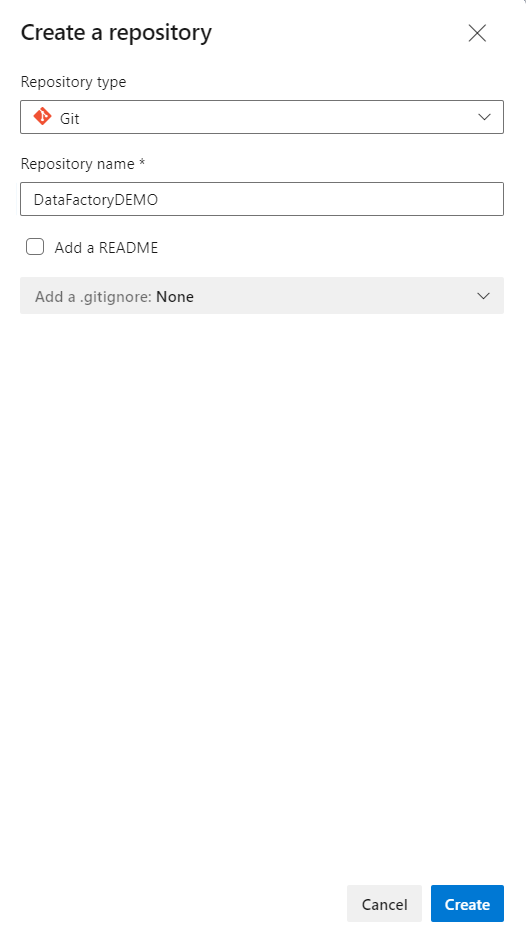 Create a repository
Repository type
Git
Repository name *
DataFactoryDEMO
Add a README
Add a .gitignore: None
Cancel
Create